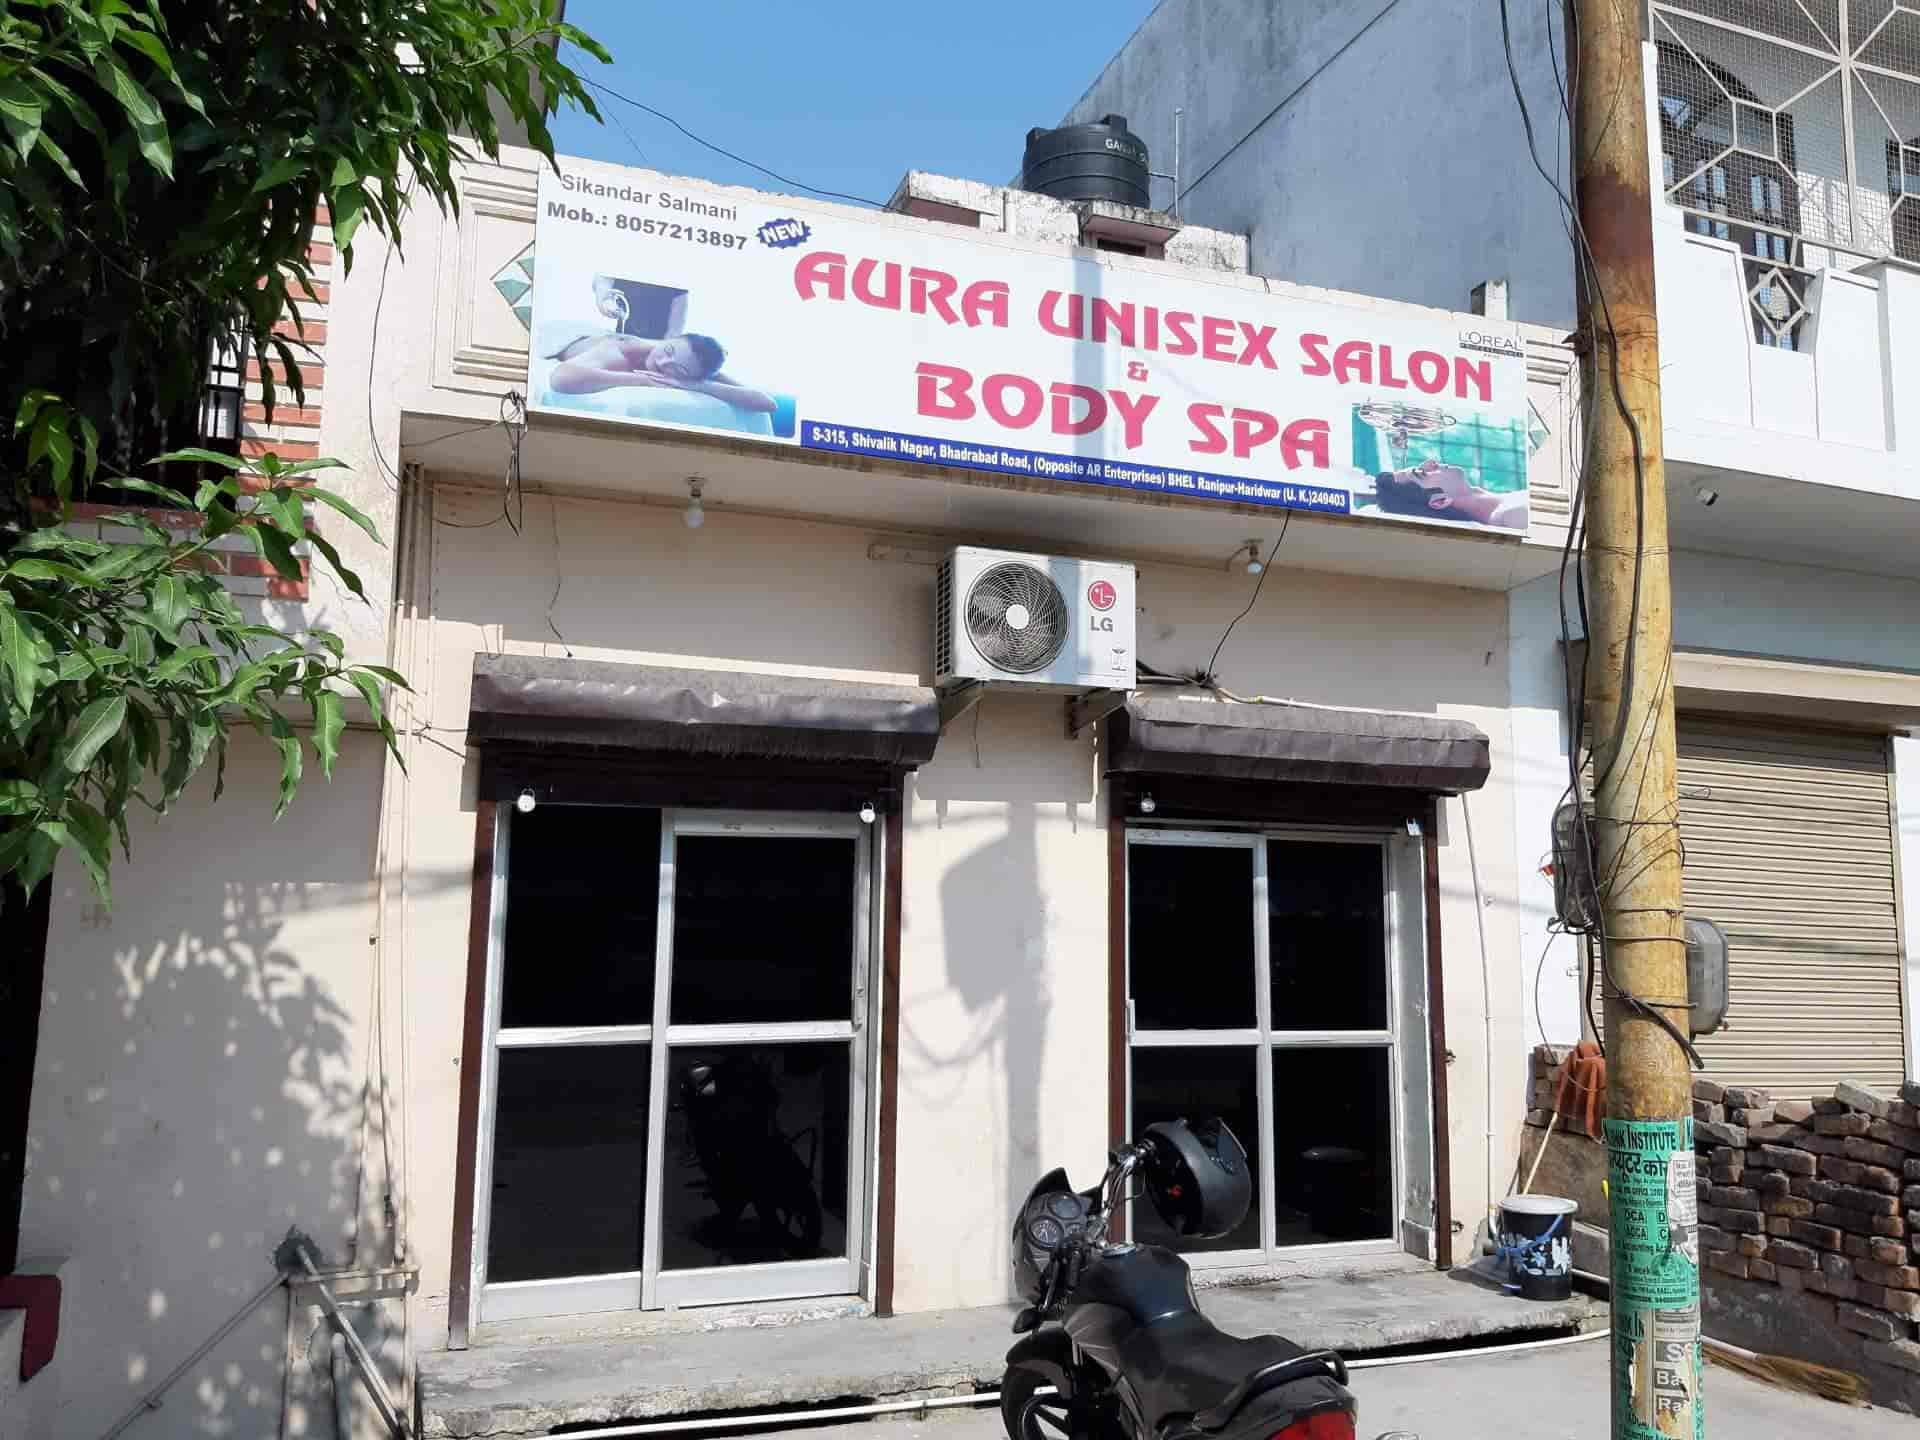 Sikandar Salmani
Mob.: 8057213897
NEW
AURA UNISEX SALON
&
BODY SPA
L'OREAL
PROFESSIONNEL
S-315, Shivalik Nagar, Bhadrabad Road, (Opposite AR Enterprises) BHEL Ranipur-Haridwar (U. K.)249403
LG
INSTITUTE